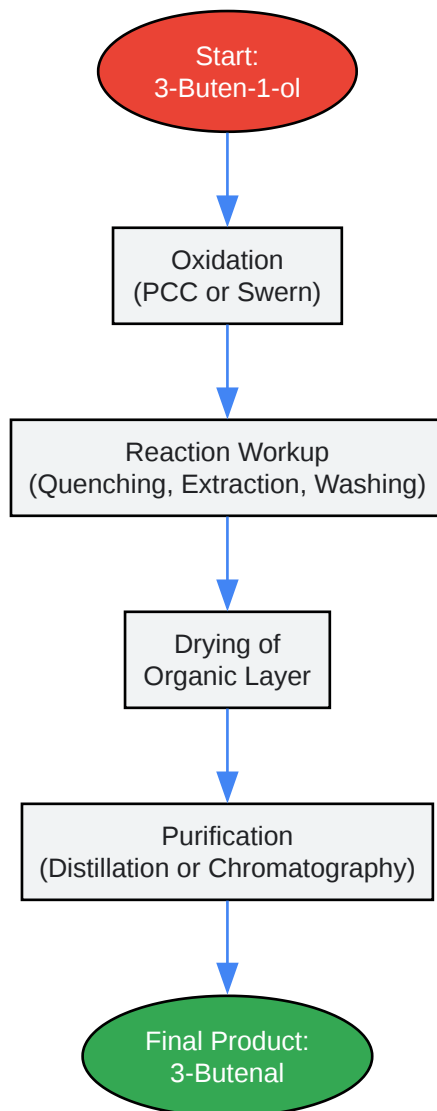 Start:
3-Buten-1-ol
Oxidation
(PCC or Swern)
Reaction Workup
(Quenching, Extraction, Washing)
Drying of
Organic Layer
Purification
(Distillation or Chromatography)
Final Product:
3-Butenal